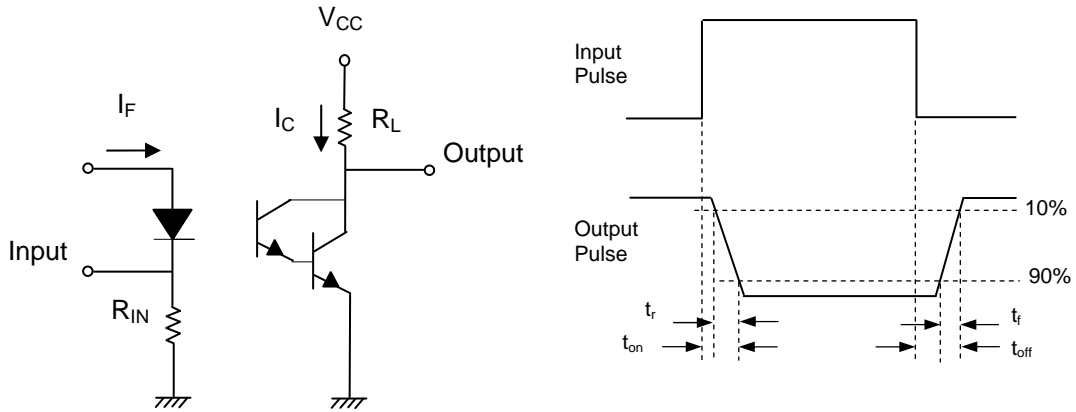 V_CC
I_F
I_C
R_L
Output
Input
R_IN
Input
Pulse
Output
Pulse
10%
90%
t_r
t_f
t_on
t_off